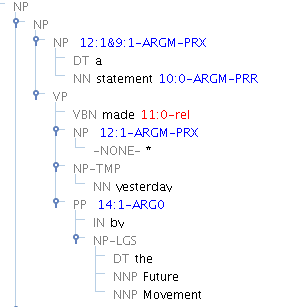 NP
NP
NP 12:1&9:1-ARGM-PRX
DT a
NN statement 10:0-ARGM-PRR
VP
VBN made 11:0-rel
NP 12:1-ARGM-PRX
-NONE- *
NP-TMP
NN yesterday
PP 14:1-ARG0
IN by
NP-LGS
DT the
NNP Future
NNP Movement